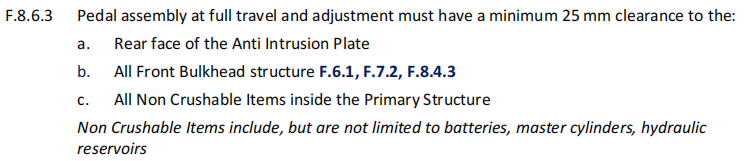 F.8.6.3 Pedal assembly at full travel and adjustment must have a minimum 25 mm clearance to the:
a. Rear face of the Anti Intrusion Plate
b. All Front Bulkhead structure F.6.1, F.7.2, F.8.4.3
c. All Non Crushable Items inside the Primary Structure
Non Crushable Items include, but are not limited to batteries, master cylinders, hydraulic
reservoirs